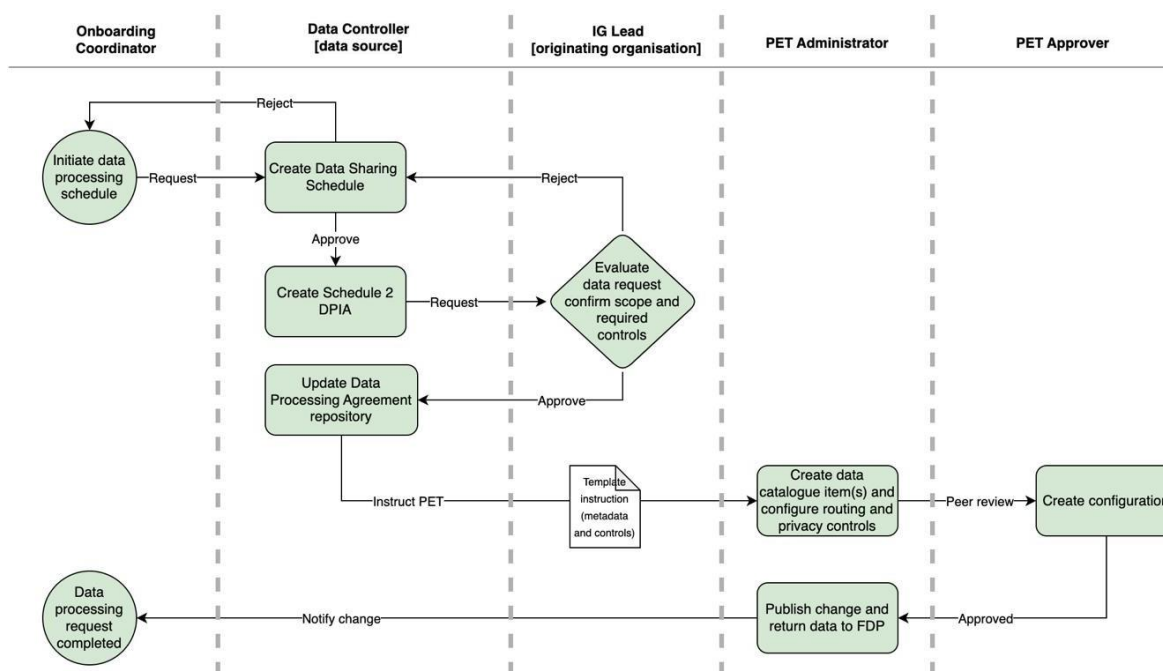 Onboarding
Coordinator
Data Controller
[data source]
IG Lead
[originating organisation]
PET Administrator
PET Approver
Reject
Initiate data
processing
schedule
Request
Create Data Sharing
Schedule
Reject
Approve
Create Schedule 2
DPIA
Request
Evaluate
data request
confirm scope and
required
controls
Update Data
Processing Agreement
repository
Approve
Instruct PET
Template
instruction
(metadata
and controls)
Create data
catalogue item(s) and
configure routing and
privacy controls
Peer review
Create configuration
Data
processing
request
completed
Notify change
Publish change and
return data to FDP
Approved